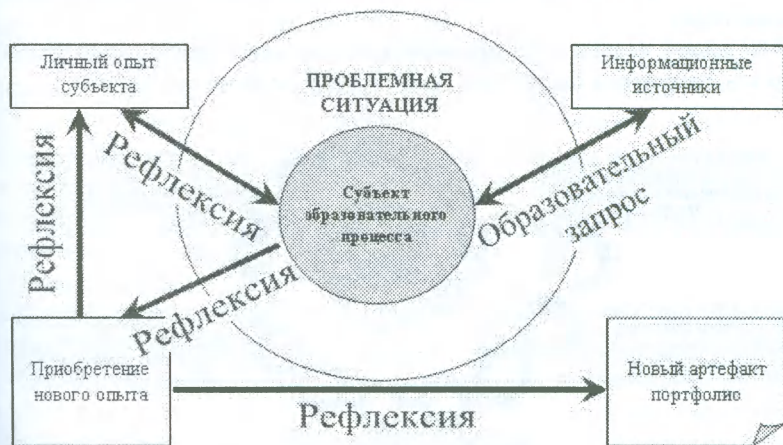 Личный опыт
субъекта
ПРОБЛЕМНАЯ
СИТУАЦИЯ
Информационные
источники
Рефлексия
Рефлексия
Субъект
образовательного
процесса
Образовательный
запрос
Рефлексия
Приобретение
нового опыта
Новый артефакт
портфолио
Рефлексия